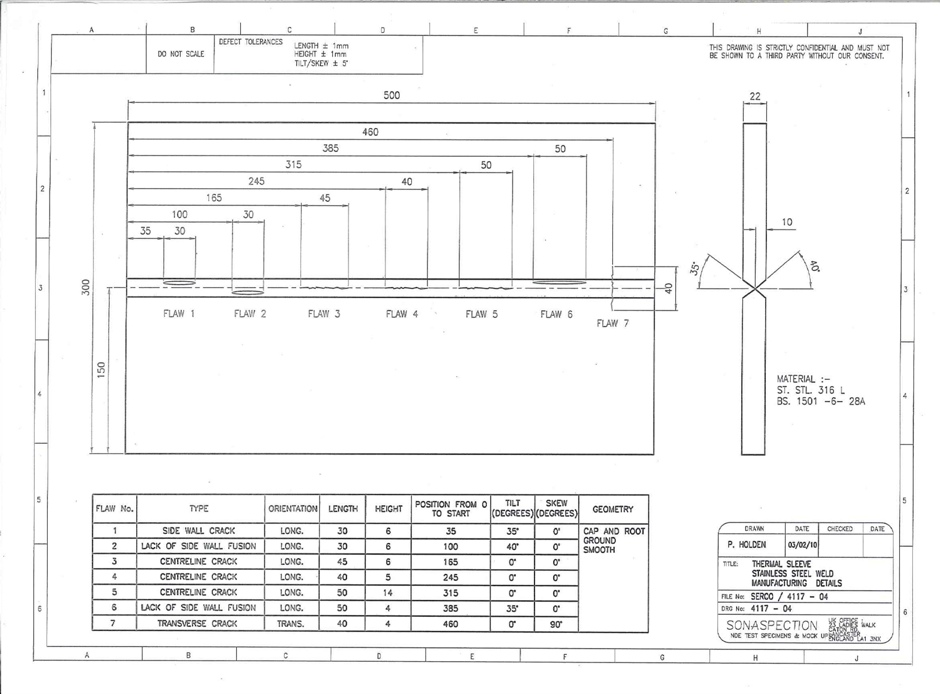 A B C D E F G H J
DO NOT SCALE
DEFECT TOLERANCES
LENGTH ± 1mm
HEIGHT ± 1mm
TILT/SKEW ± 5°
THIS DRAWING IS STRICTLY CONFIDENTIAL AND MUST NOT
BE SHOWN TO A THIRD PARTY WITHOUT OUR CONSENT.
1 1
500 22
460
385 50
315 50
2 2
245 40
165 45
100 30 10
35 30
35° 40°
300 3 40 3
FLAW 1 FLAW 2 FLAW 3 FLAW 4 FLAW 5 FLAW 6
FLAW 7
150
MATERIAL :-
ST. STL. 316 L
BS. 1501 -6- 28A
4 4
5 5
FLAW No. TYPE ORIENTATION LENGTH HEIGHT POSITION FROM 0 TO START TILT (DEGREES) SKEW (DEGREES) GEOMETRY
1 SIDE WALL CRACK LONG. 30 6 35 35° 0° CAP AND ROOT GROUND SMOOTH
2 LACK OF SIDE WALL FUSION LONG. 30 6 100 40° 0°
3 CENTRELINE CRACK LONG. 45 6 165 0° 0°
4 CENTRELINE CRACK LONG. 40 5 245 0° 0°
5 CENTRELINE CRACK LONG. 50 14 315 0° 0°
6 LACK OF SIDE WALL FUSION LONG. 50 4 385 35° 0°
7 TRANSVERSE CRACK TRANS. 40 4 460 0° 90°
DRAWN DATE CHECKED DATE
P. HOLDEN 03/02/10
TITLE: THERMAL SLEEVE
STAINLESS STEEL WELD
MANUFACTURING DETAILS
FILE No: SERCO / 4117 - 04
DRG No: 4117 - 04
6 6
SONASPECTION
NDE TEST SPECIMENS & MOCK UPS
UK OFFICE :
LADIES WALK
CATON RD.
LANCASTER
ENGLAND LA1 3NX
A B C D E F G H J